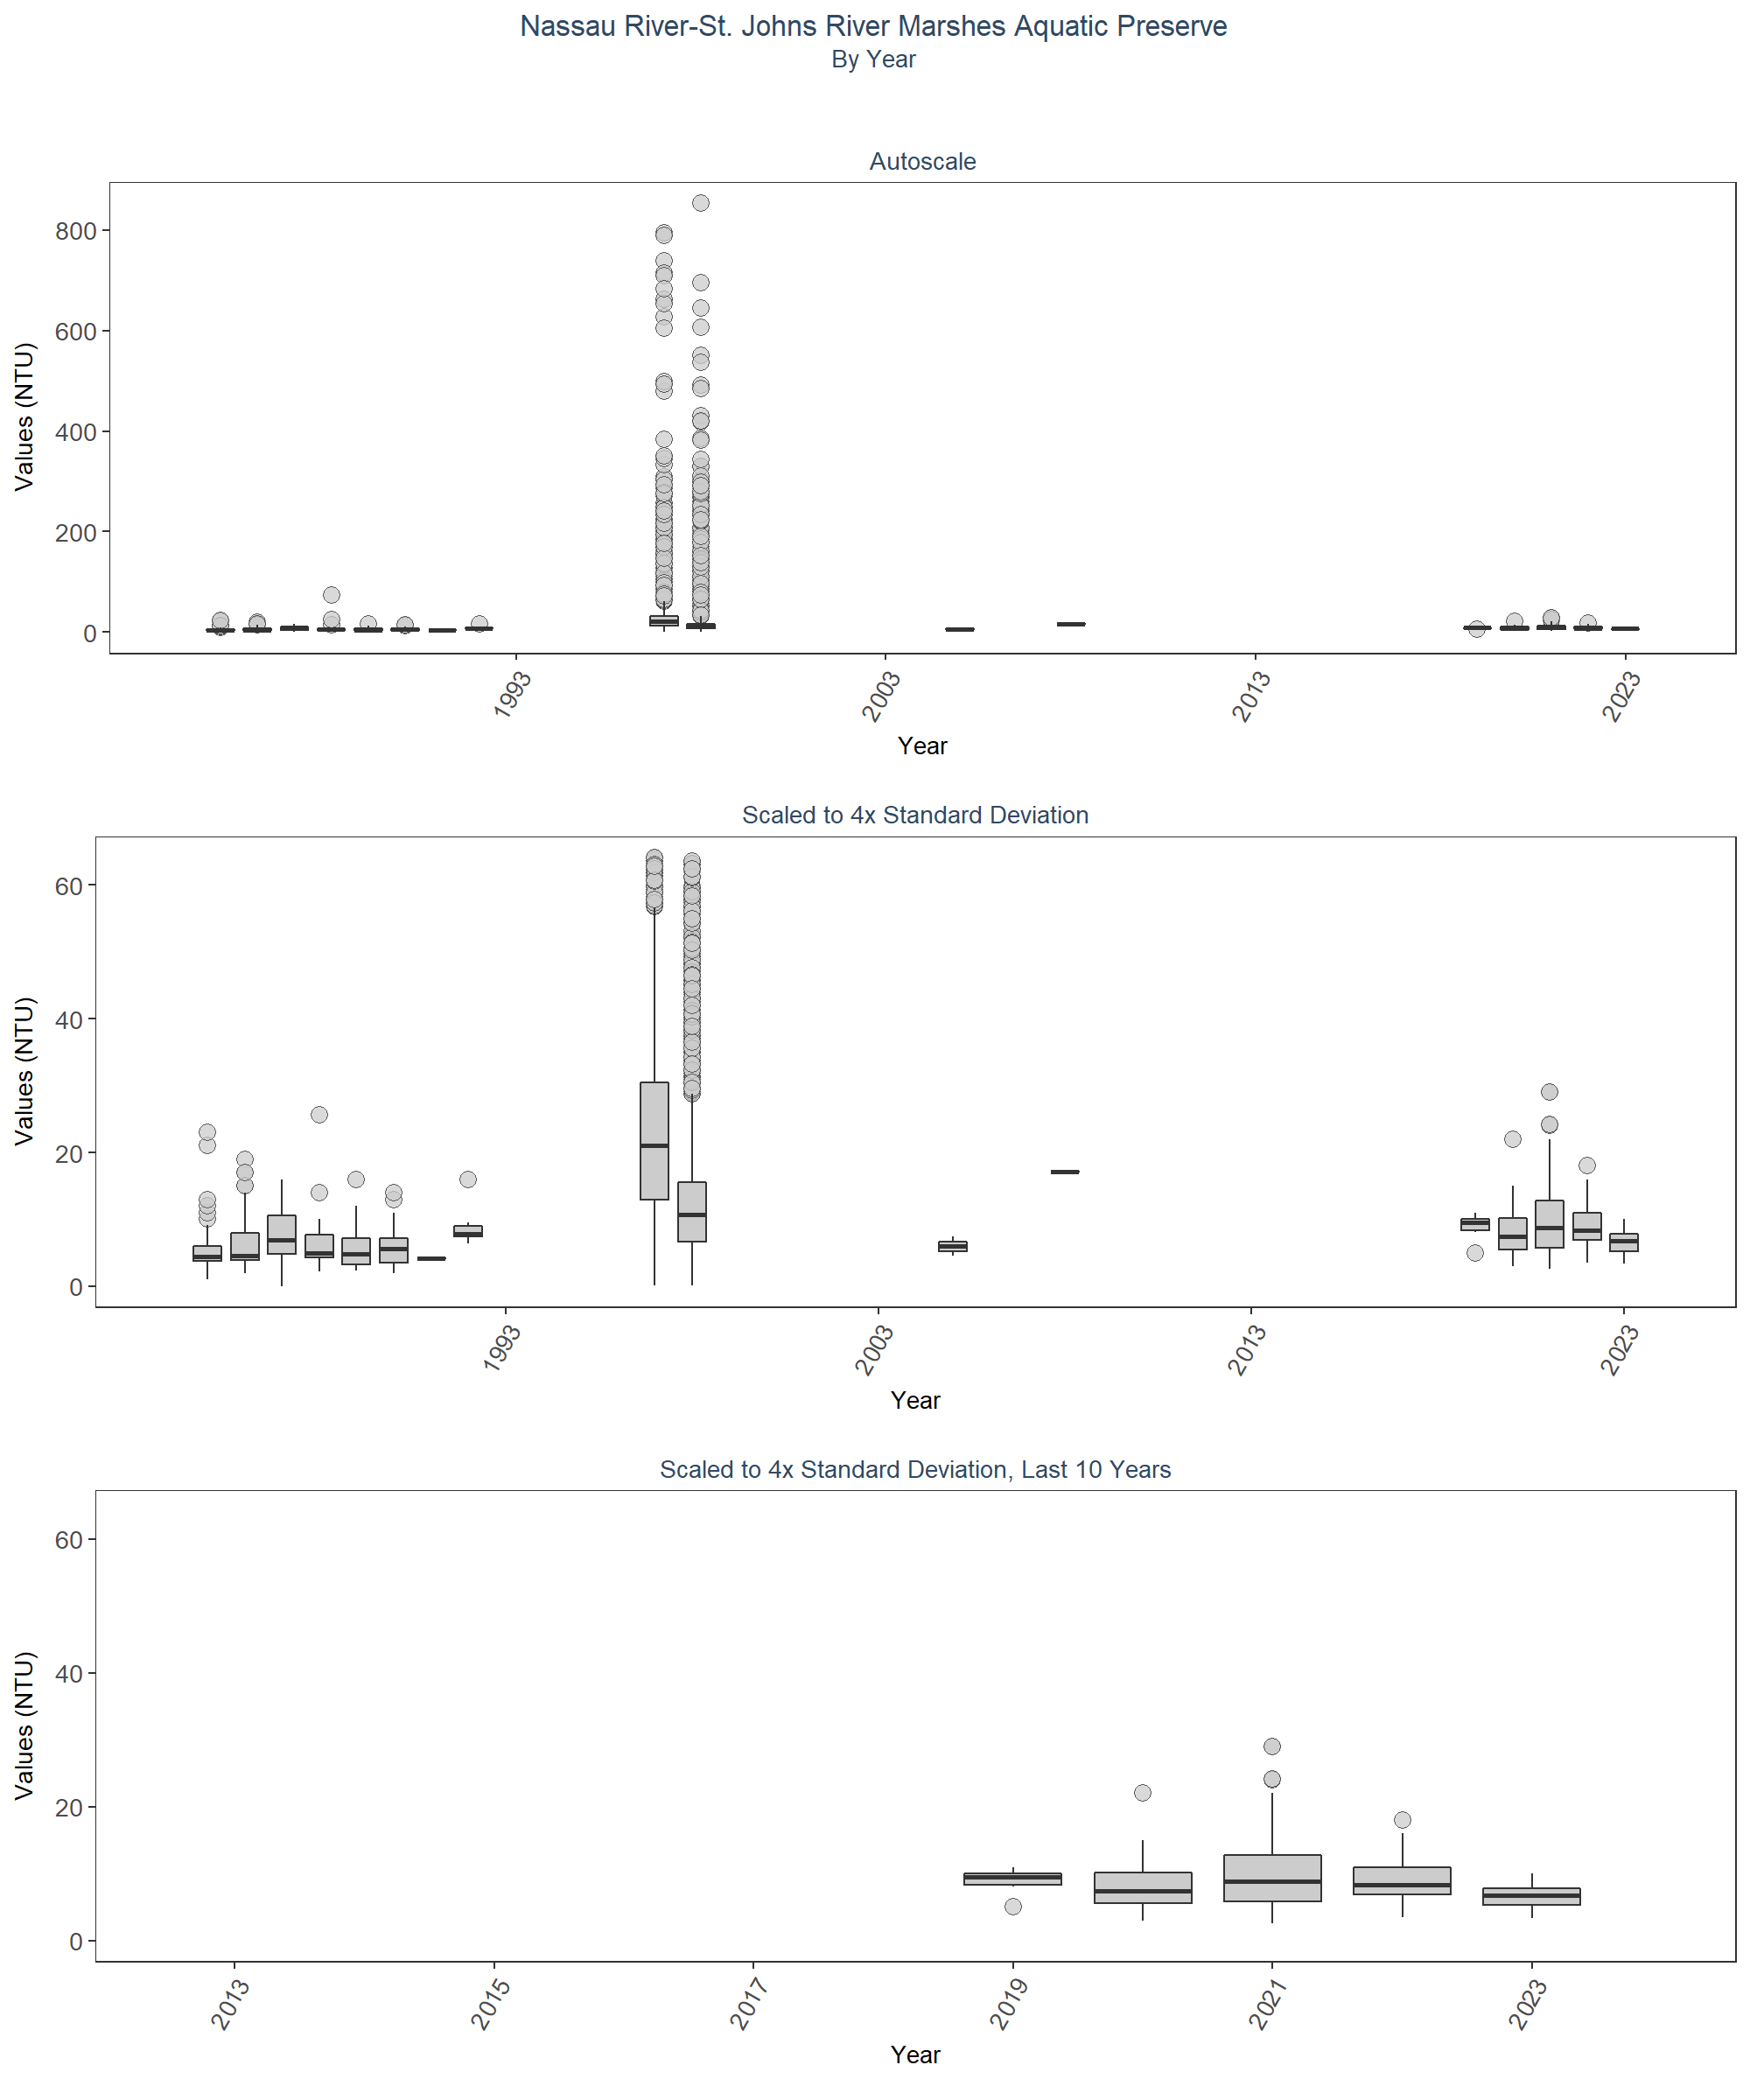 Nassau River-St. Johns River Marshes Aquatic Preserve
By Year
Autoscale
Values (NTU)
800
600
400
200
0
1993
2003
2013
2023
Year
Scaled to 4x Standard Deviation
Values (NTU)
60
40
20
0
1993
2003
2013
2023
Year
Scaled to 4x Standard Deviation, Last 10 Years
Values (NTU)
60
40
20
0
2013
2015
2017
2019
2021
2023
Year